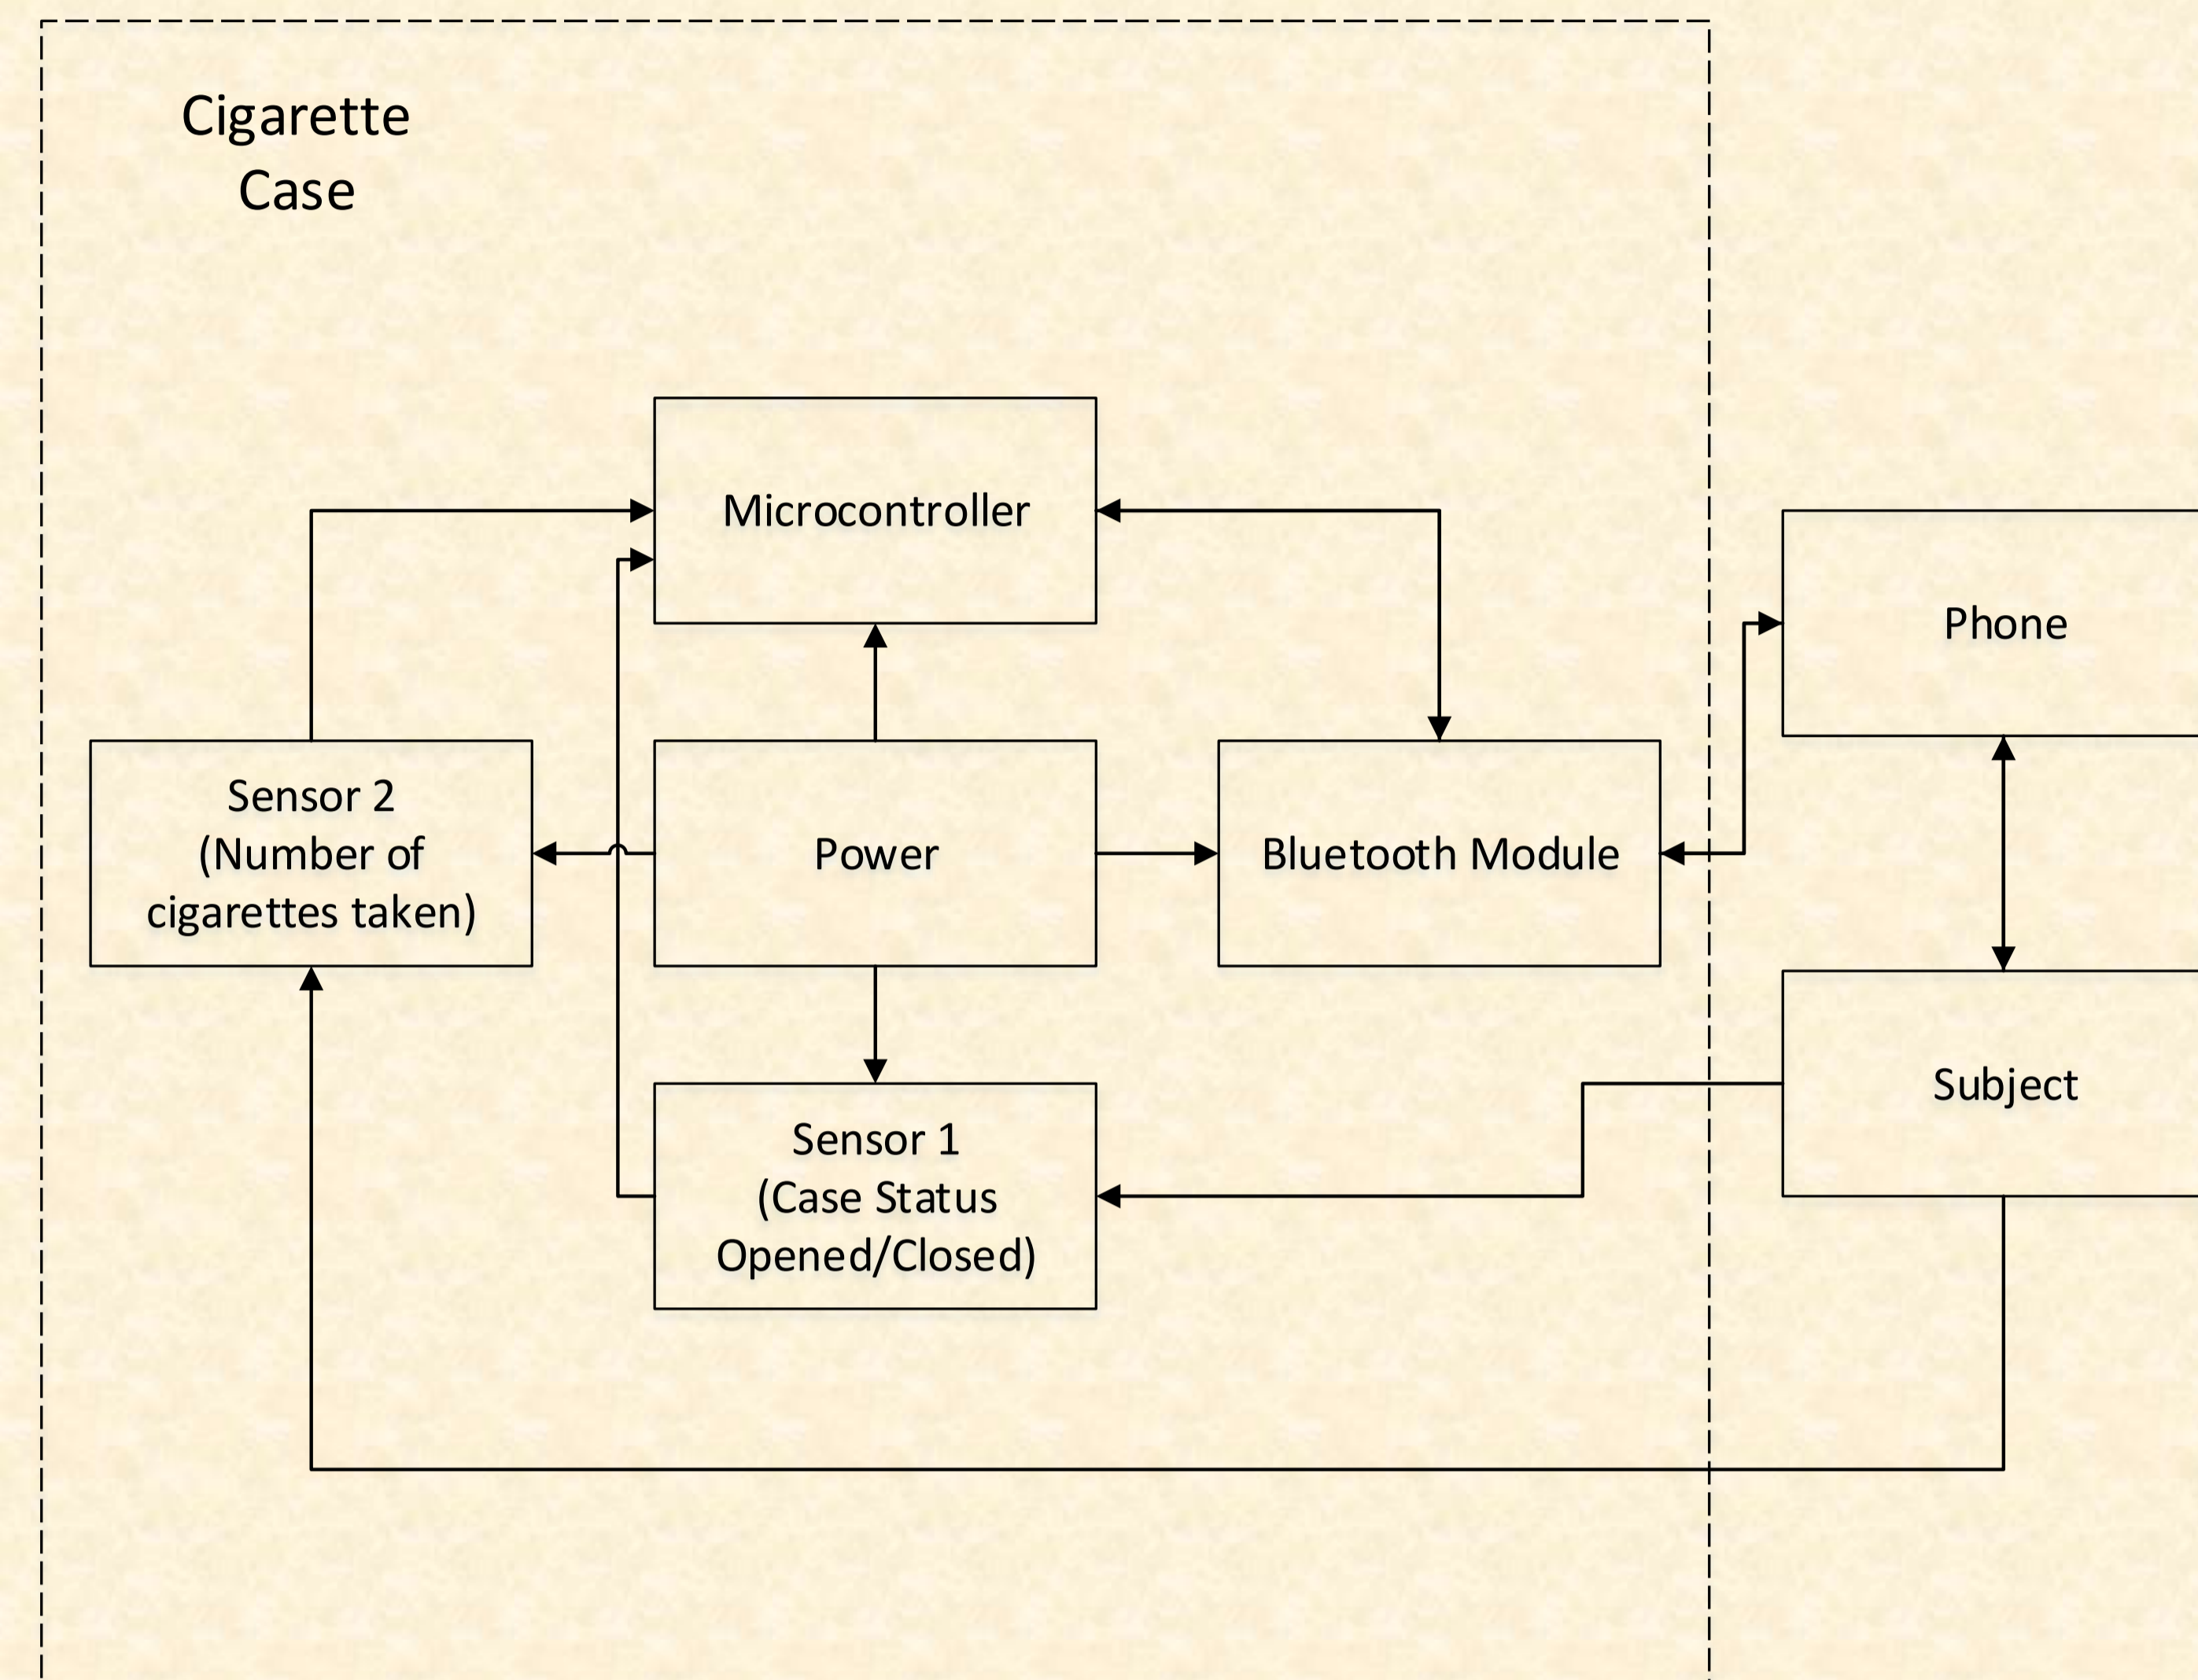 Cigarette
Case
Microcontroller
Phone
Sensor 2
(Number of
cigarettes taken)
Power
Bluetooth Module
Subject
Sensor 1
(Case Status
Opened/Closed)